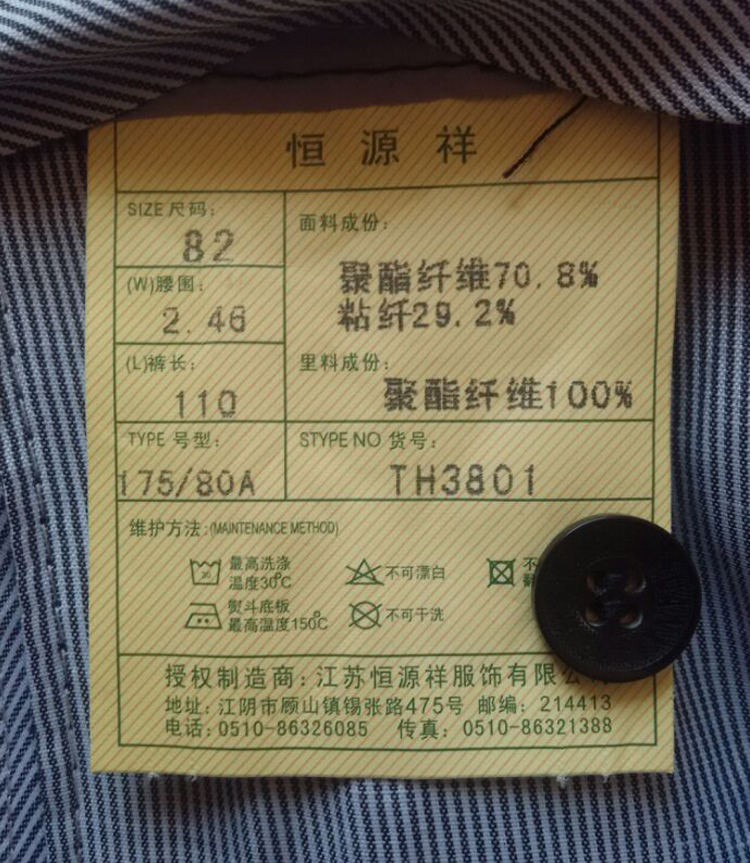 恒源祥
SIZE 尺码:
82
(W)腰围:
2.46
(L)裤长:
110
TYPE 号型:
175/80A
面料成份:
聚酯纤维70.8%
粘纤29.2%
里料成份:
聚酯纤维100%
STYPE NO 货号:
TH3801
维护方法:(MAINTENANCE METHOD)
30
最高洗涤
温度30℃
不可漂白
不
熨斗底板
最高温度150℃
不可干洗
授权制造商:江苏恒源祥服饰有限
地址:江阴市顾山镇锡张路475号 邮编:214413
电话:0510-86326085 传真:0510-86321388